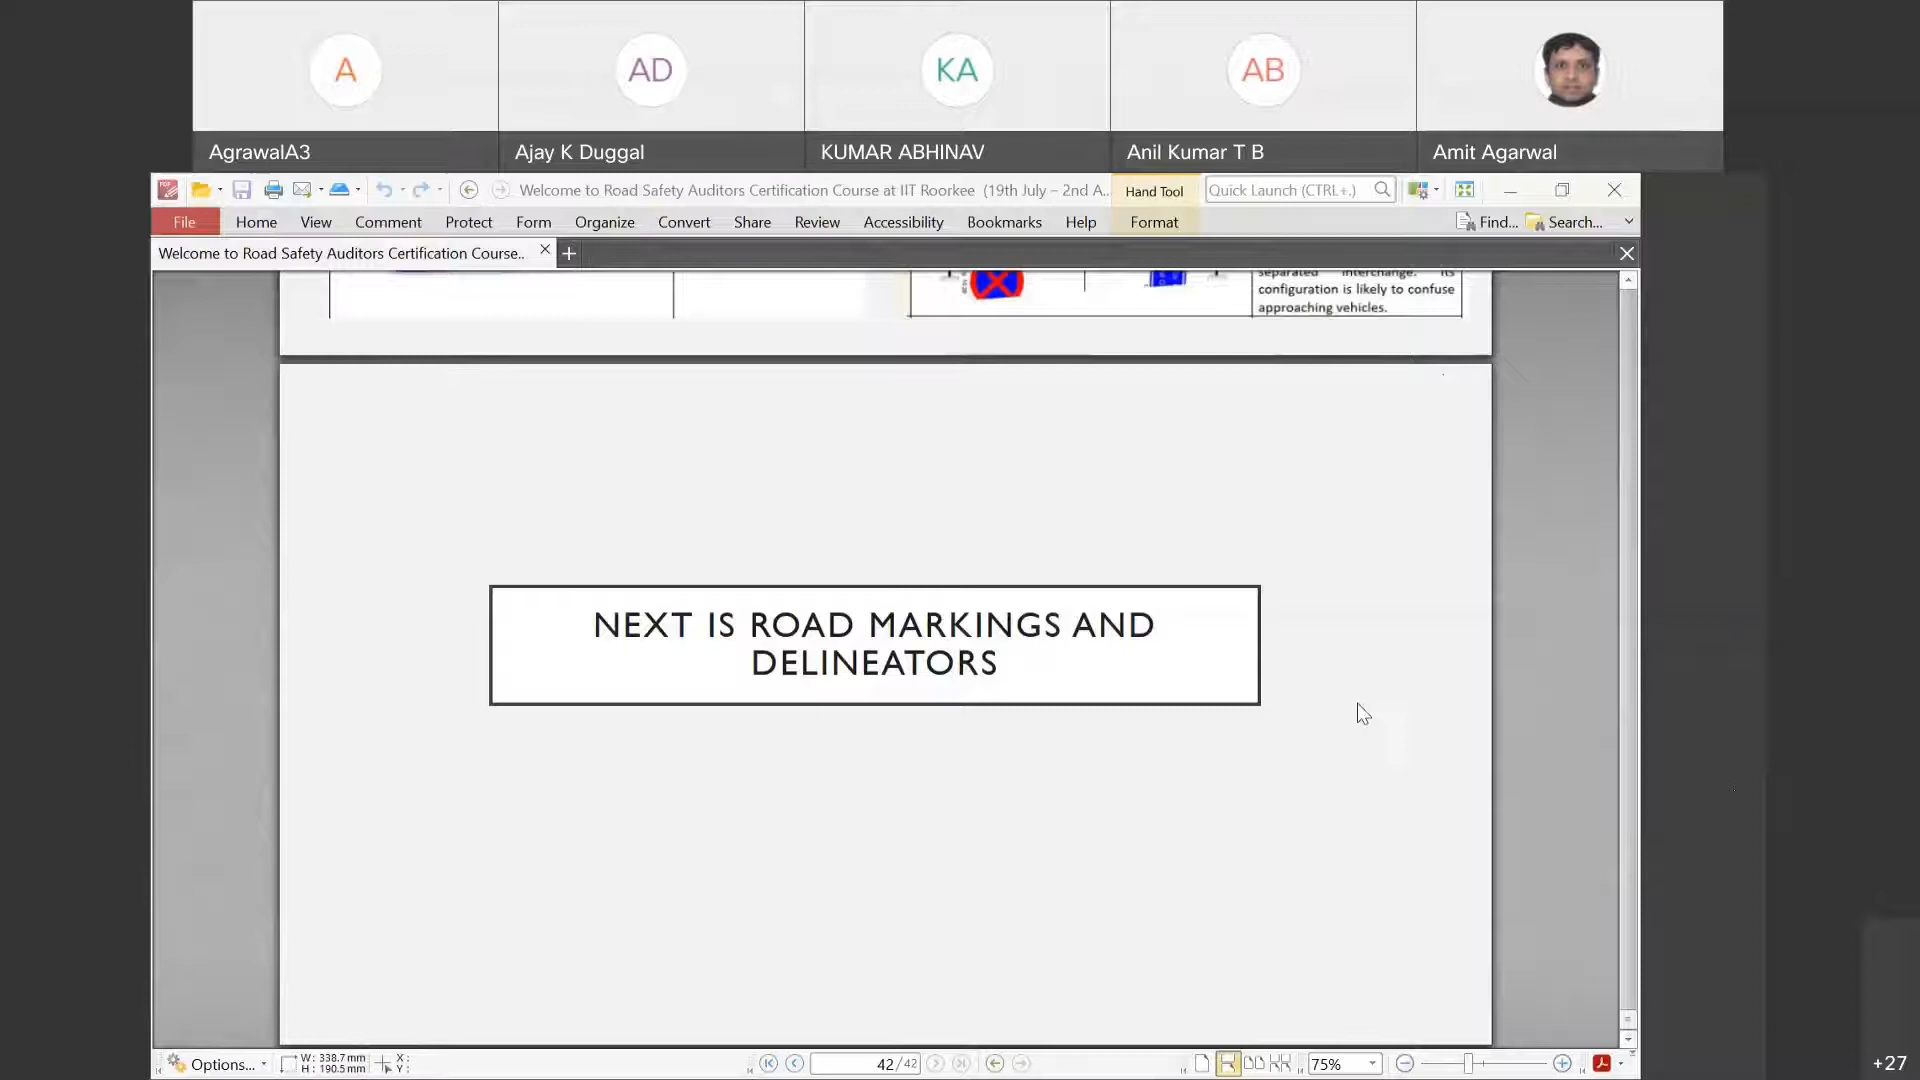 A
AD
KA
AB
AgrawalA3
Ajay K Duggal
KUMAR ABHINAV
Anil Kumar T B
Amit Agarwal
Welcome to Road Safety Auditors Certification Course at IIT Roorkee (19th July – 2nd A...
Hand Tool
Quick Launch (CTRL+.)
File
Home
View
Comment
Protect
Form
Organize
Convert
Share
Review
Accessibility
Bookmarks
Help
Format
Find...
Search...
Welcome to Road Safety Auditors Certification Course..
separated interchange. Its
configuration is likely to confuse
approaching vehicles.
NEXT IS ROAD MARKINGS AND
DELINEATORS
Options...
W: 338.7 mm
H: 190.5 mm
X:
Y:
42 / 42
75%
+27